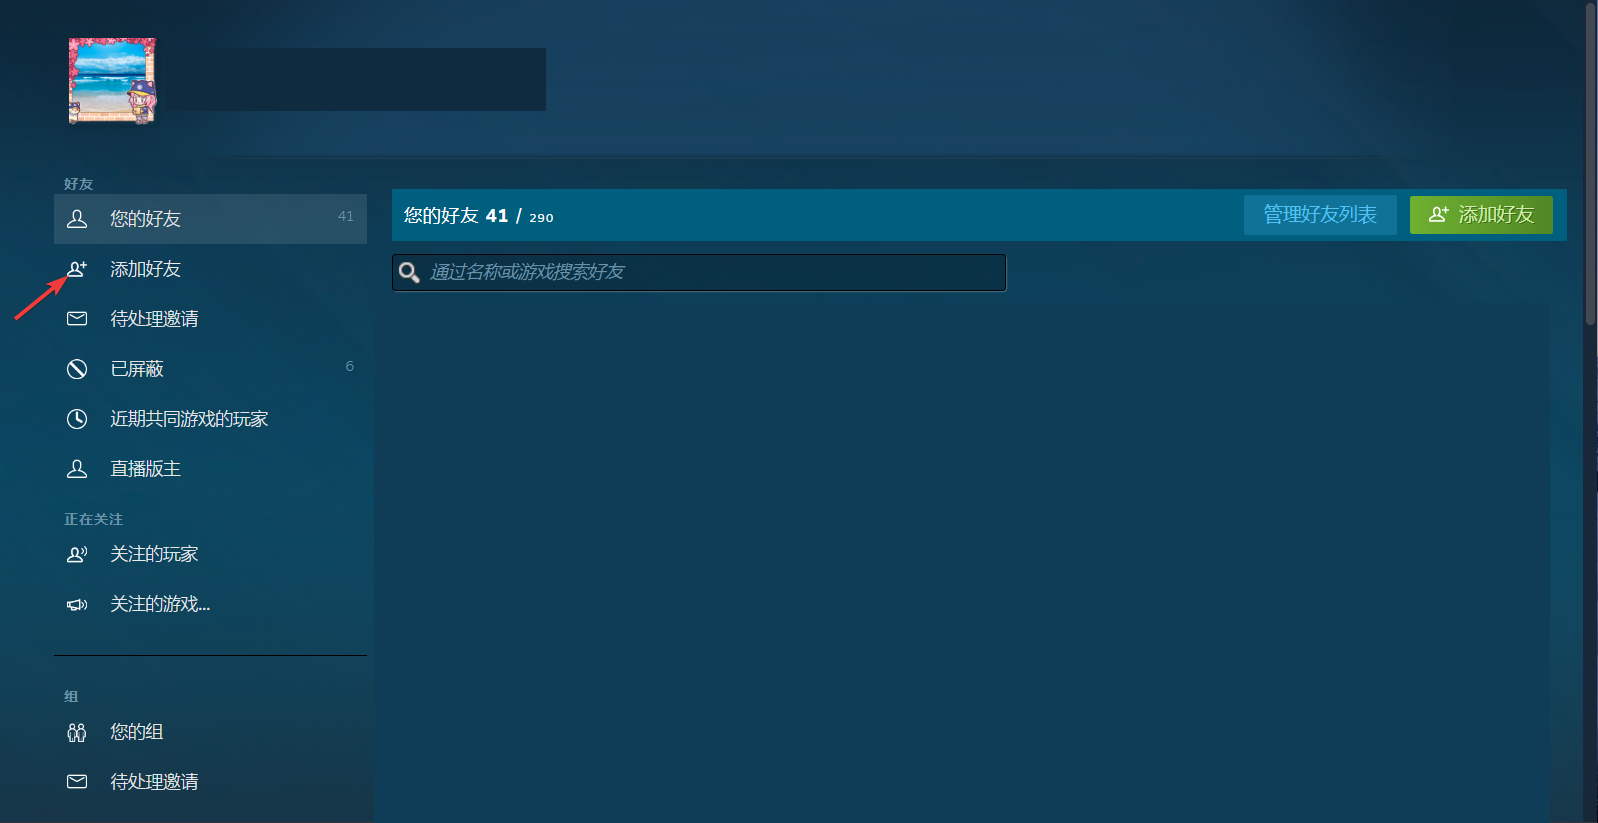 好友
您的好友 41
添加好友
待处理邀请
已屏蔽 6
近期共同游戏的玩家
直播版主
正在关注
关注的玩家
关注的游戏...
组
您的组
待处理邀请
您的好友 41 / 290
管理好友列表
添加好友
通过名称或游戏搜索好友